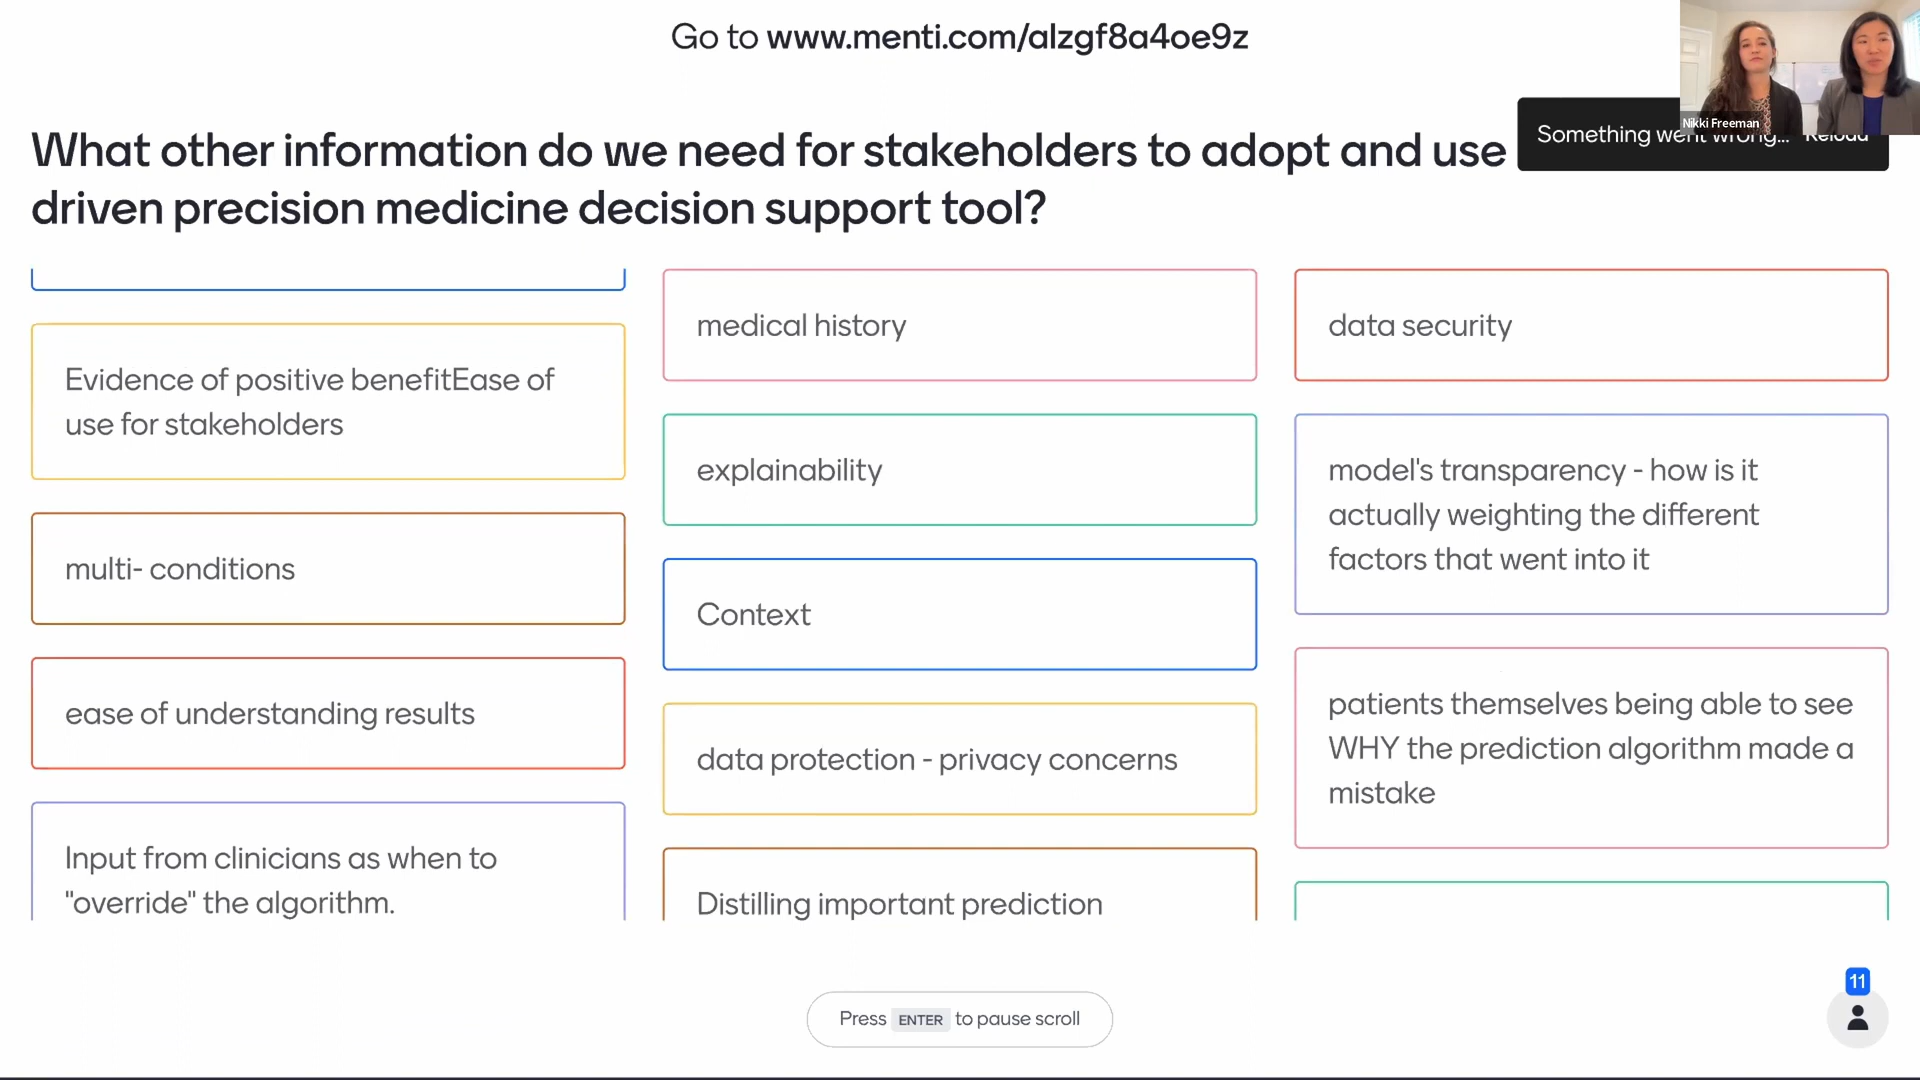 Go to www.menti.com/alzgf8a4oe9z
Nikki Freeman
Something went wrong... Reload
What other information do we need for stakeholders to adopt and use
driven precision medicine decision support tool?
Evidence of positive benefitEase of
use for stakeholders
multi- conditions
ease of understanding results
Input from clinicians as when to
"override" the algorithm.
medical history
explainability
Context
data protection - privacy concerns
Distilling important prediction
data security
model's transparency - how is it
actually weighting the different
factors that went into it
patients themselves being able to see
WHY the prediction algorithm made a
mistake
Press ENTER to pause scroll
11